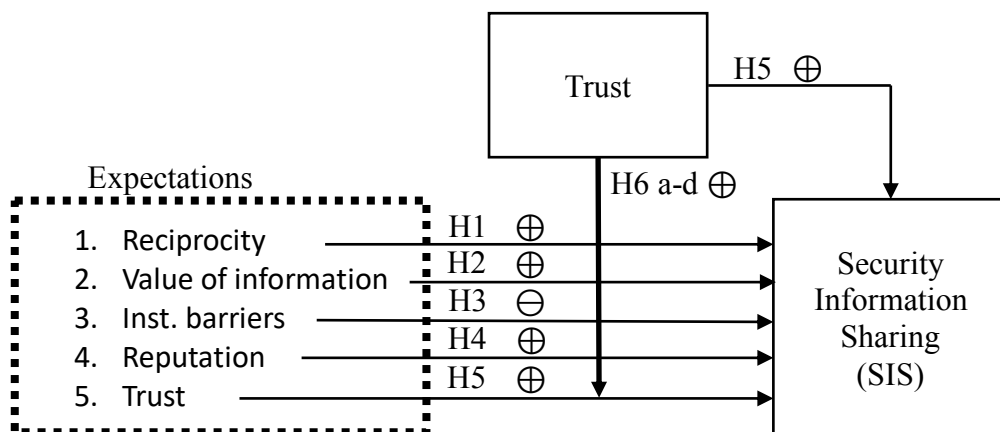 Trust
H5 ⊕
H6 a-d ⊕
Expectations
1. Reciprocity
H1 ⊕
2. Value of information
H2 ⊕
3. Inst. barriers
H3 ⊖
4. Reputation
H4 ⊕
5. Trust
H5 ⊕
Security
Information
Sharing
(SIS)